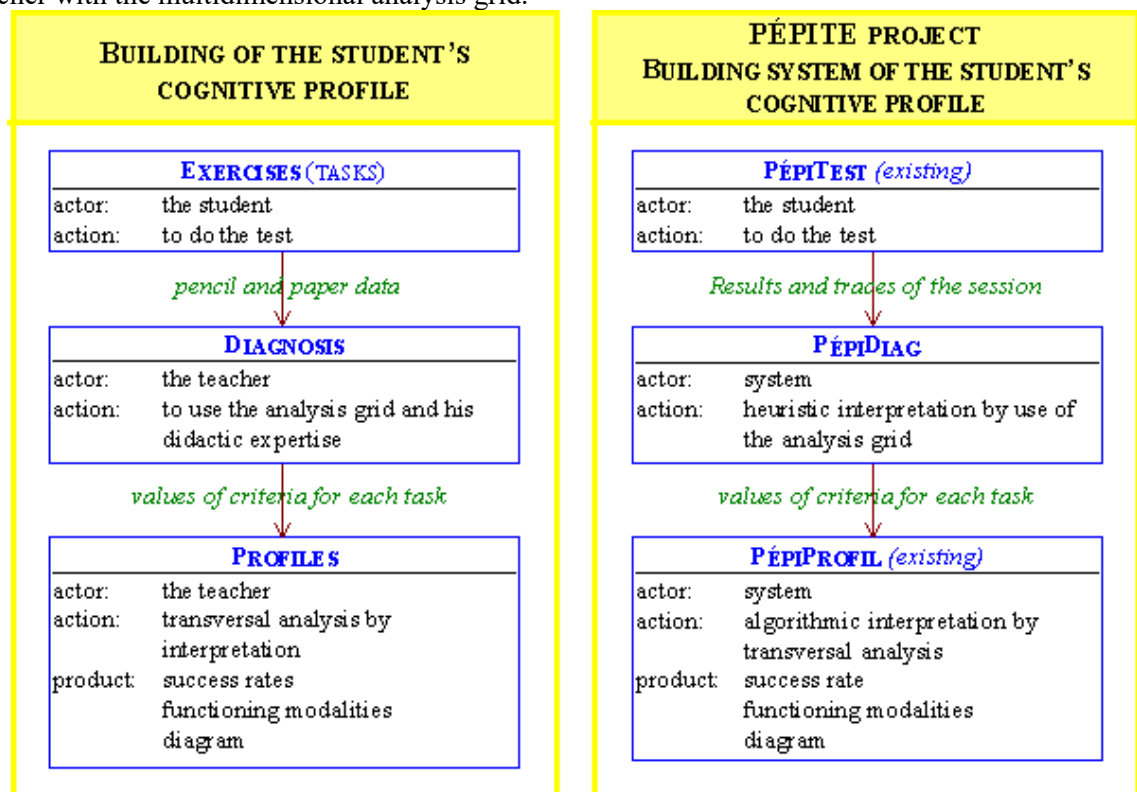 with the multidimensional analysis grid.
BUILDING OF THE STUDENT'S
COGNITIVE PROFILE
EXERCISES (TASKS)
actor: the student
action: to do the test
pencil and paper data
DIAGNOSIS
actor: the teacher
action: to use the analysis grid and his
didactic expertise
values of criteria for each task
PROFILES
actor: the teacher
action: transversal analysis by
interpretation
product: success rates
functioning modalities
diagram
PÉPITE PROJECT
BUILDING SYSTEM OF THE STUDENT'S
COGNITIVE PROFILE
PÉPITEST (existing)
actor: the student
action: to do the test
Results and traces of the session
PÉPIDIAG
actor: system
action: heuristic interpretation by use of
the analysis grid
values of criteria for each task
PÉPIPROFIL (existing)
actor: system
action: algorithmic interpretation by
transversal analysis
product: success rate
functioning modalities
diagram